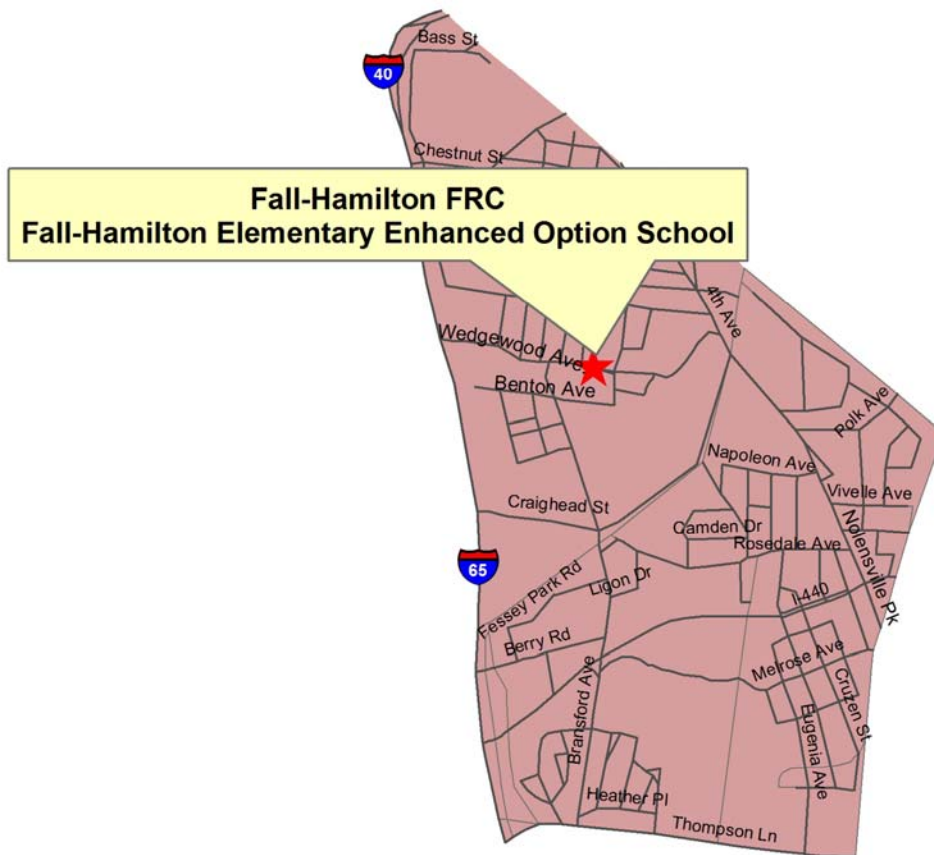 Bass St
40
Chestnut St
Fall-Hamilton FRC
Fall-Hamilton Elementary Enhanced Option School
4th Ave
Wedgewood Ave
Benton Ave
Polk Ave
Napoleon Ave
Vivelle Ave
Craighead St
Camden Dr
Rosedale Ave
Nolensville Pk
65
Fessey Park Rd
Ligon Dr
I-440
Berry Rd
Melrose Ave
Cruzen St
Bransford Ave
Eugenia Ave
Heather Pl
Thompson Ln